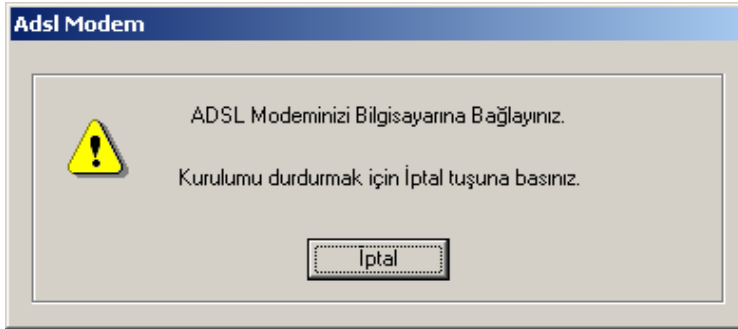 Adsl Modem
ADSL Modeminizi Bilgisayarına Bağlayınız.
Kurulumu durdurmak için İptal tuşuna basınız.
İptal